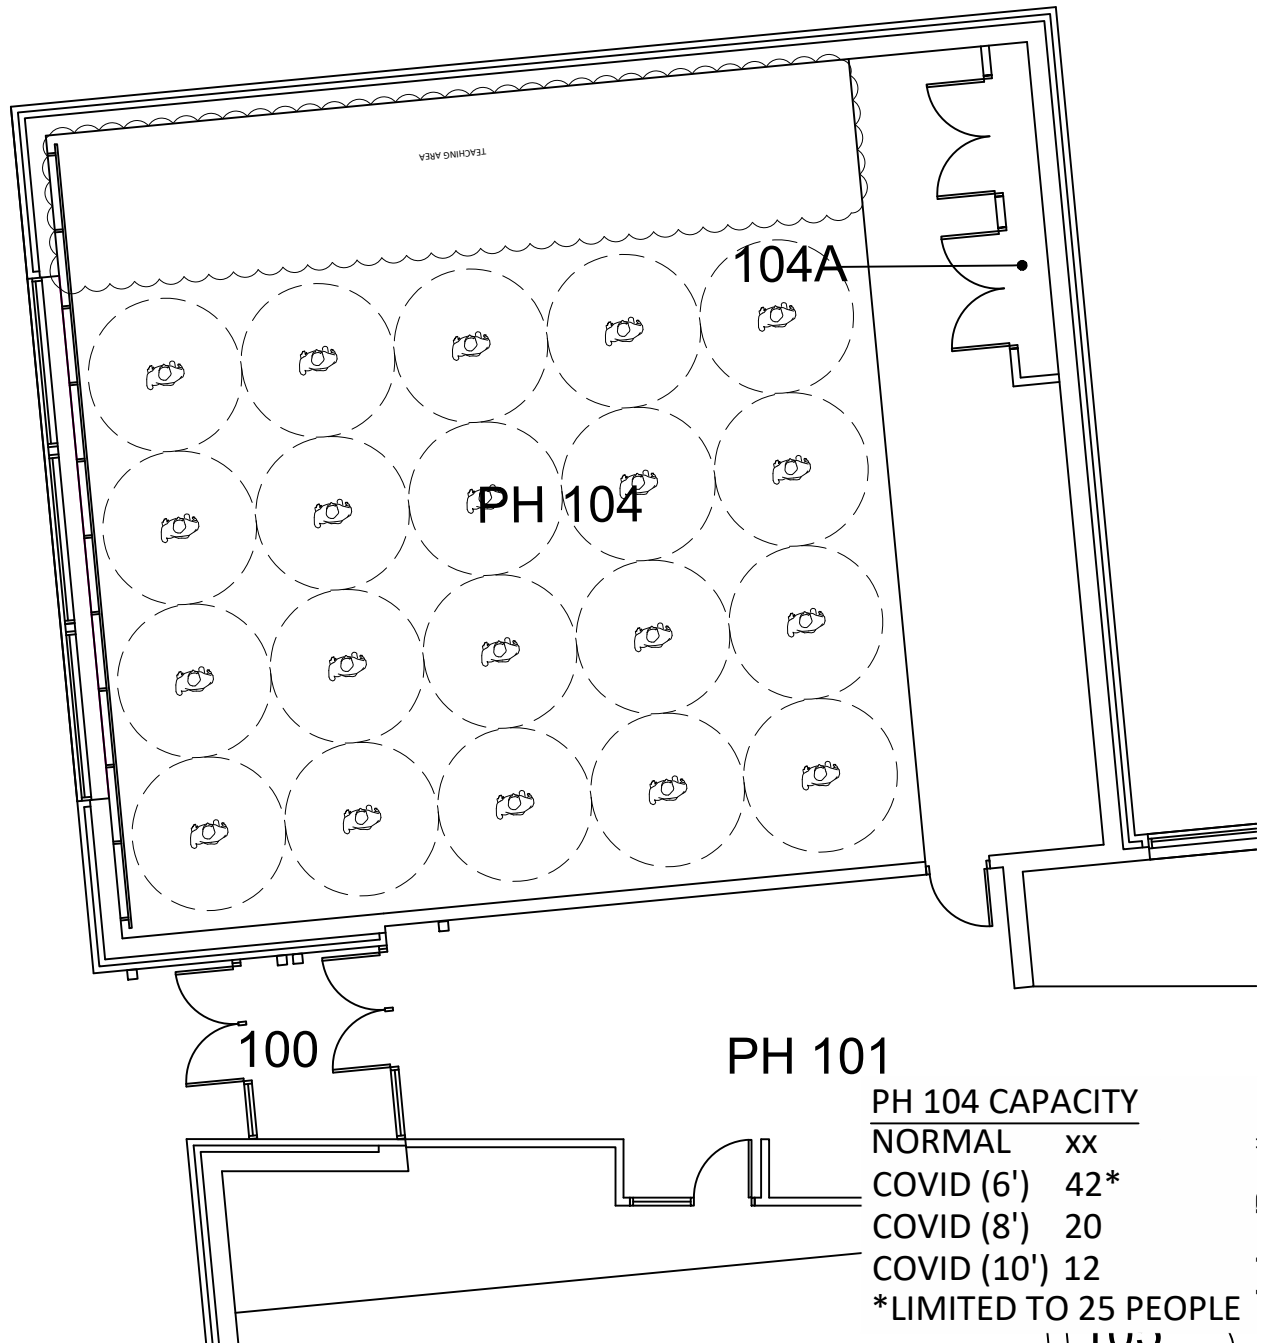 TEACHING AREA
104A
PH 104
100
PH 101
PH 104 CAPACITY
NORMAL xx
COVID (6') 42*
COVID (8') 20
COVID (10') 12
*LIMITED TO 25 PEOPLE